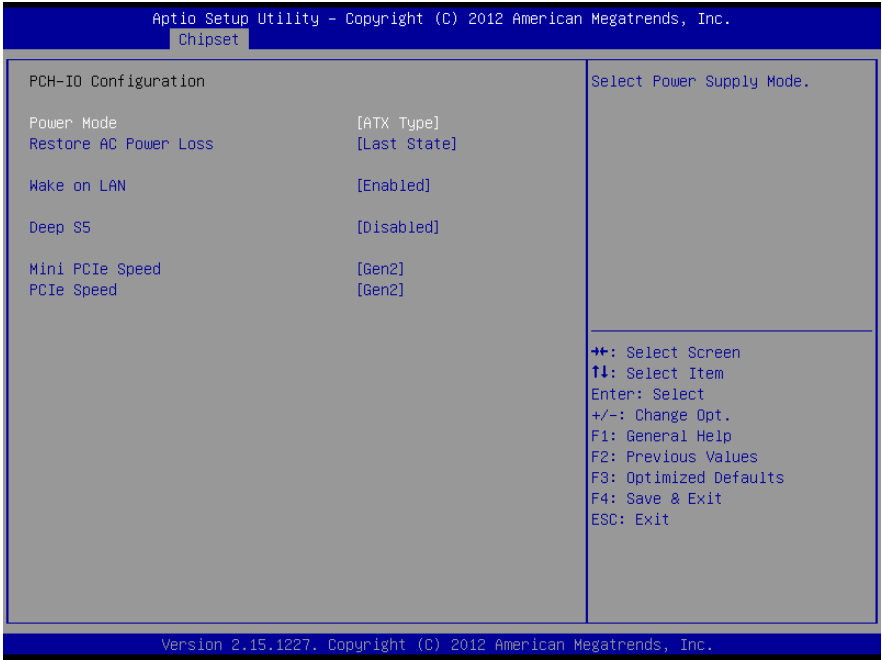 Aptio Setup Utility – Copyright (C) 2012 American Megatrends, Inc.
Chipset
PCH-IO Configuration
Power Mode [ATX Type]
Restore AC Power Loss [Last State]
Wake on LAN [Enabled]
Deep S5 [Disabled]
Mini PCIe Speed [Gen2]
PCIe Speed [Gen2]
Select Power Supply Mode.
→←: Select Screen
↑↓: Select Item
Enter: Select
+/-: Change Opt.
F1: General Help
F2: Previous Values
F3: Optimized Defaults
F4: Save & Exit
ESC: Exit
Version 2.15.1227. Copyright (C) 2012 American Megatrends, Inc.